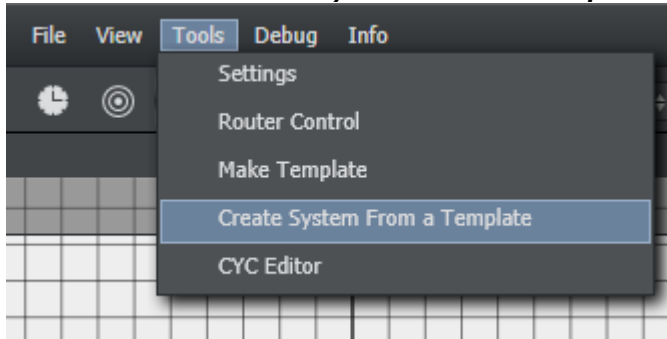 File View Tools Debug Info
Settings
Router Control
Make Template
Create System From a Template
CYC Editor